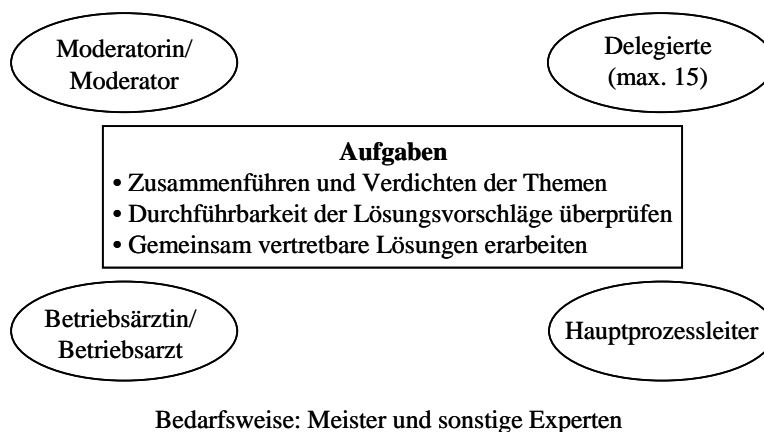 Moderatorin/
Moderator
Delegierte
(max. 15)
Aufgaben
• Zusammenführen und Verdichten der Themen
• Durchführbarkeit der Lösungsvorschläge überprüfen
• Gemeinsam vertretbare Lösungen erarbeiten
Betriebsärztin/
Betriebsarzt
Hauptprozessleiter
Bedarfsweise: Meister und sonstige Experten